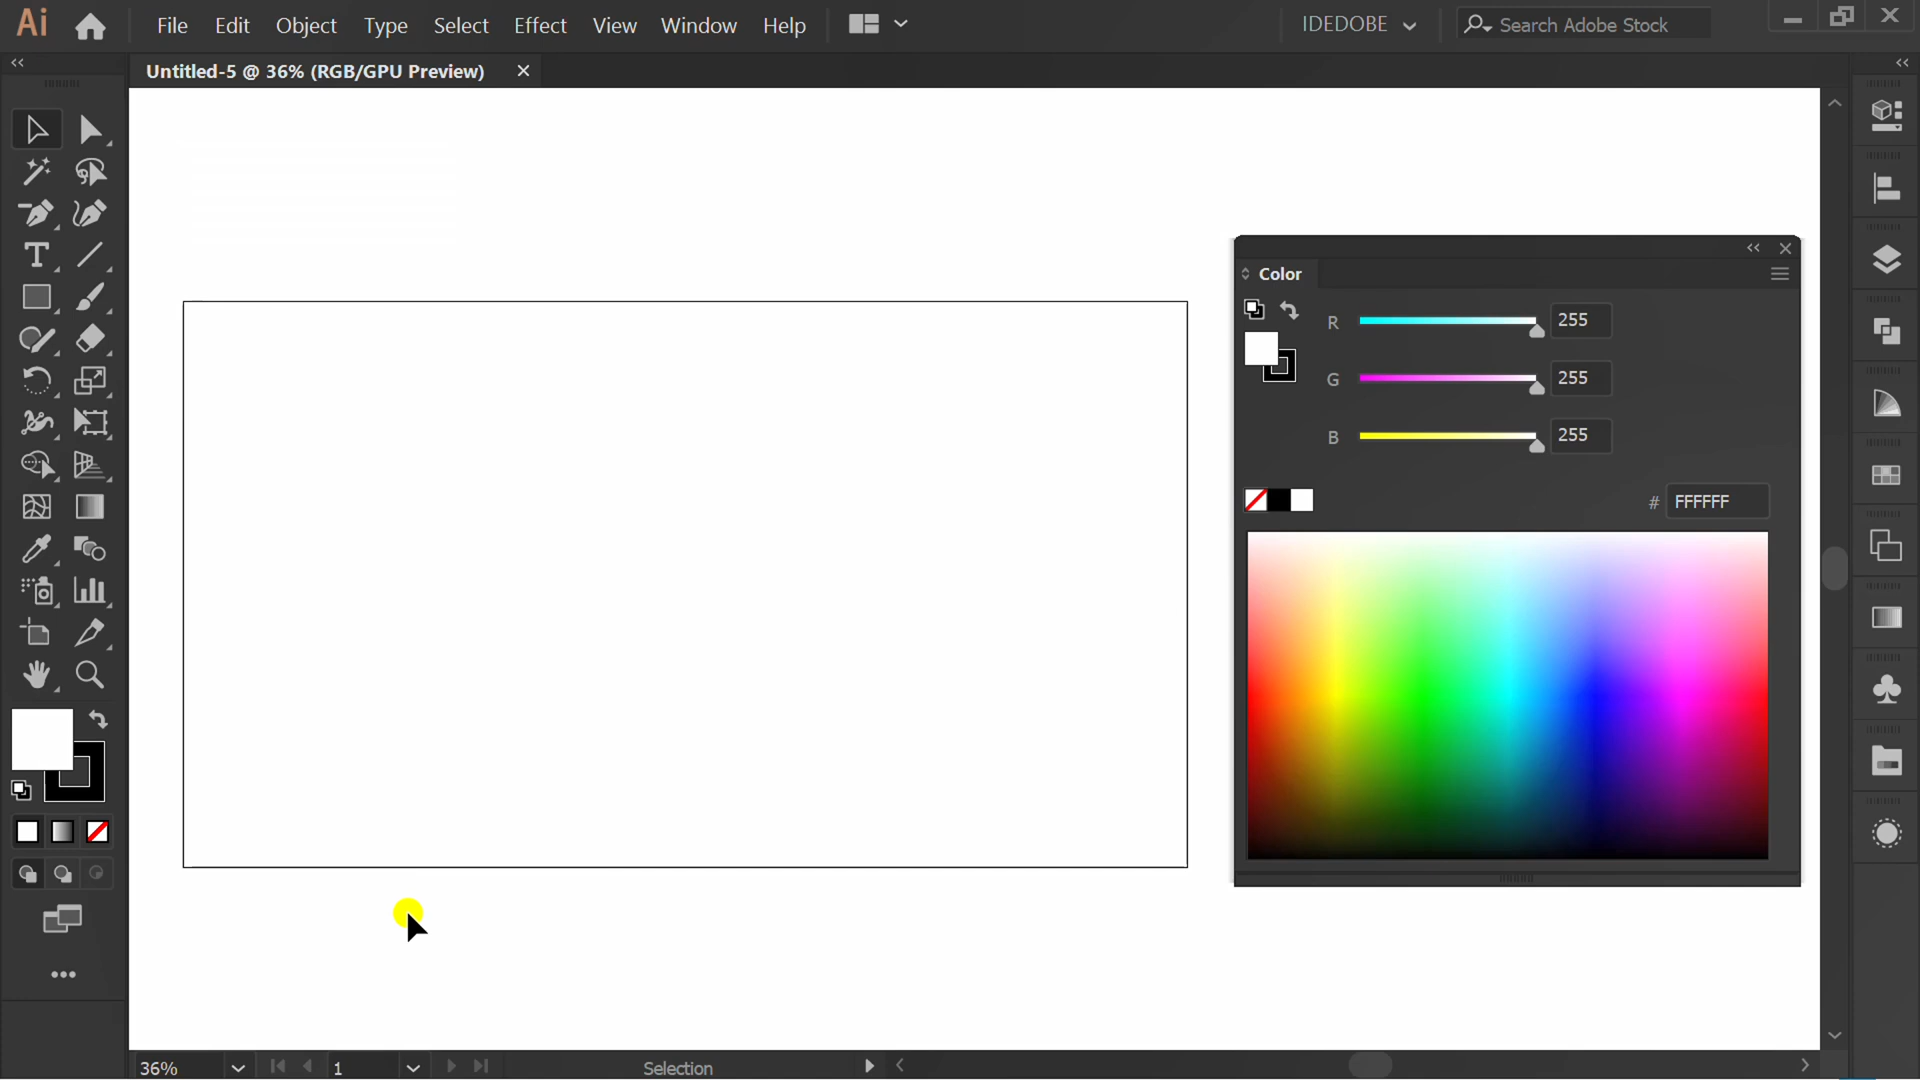 Ai File Edit Object Type Select Effect View Window Help IDEDOBE Search Adobe Stock
Untitled-5 @ 36% (RGB/GPU Preview)
Color
R 255
G 255
B 255
# FFFFFF
36% 1 Selection